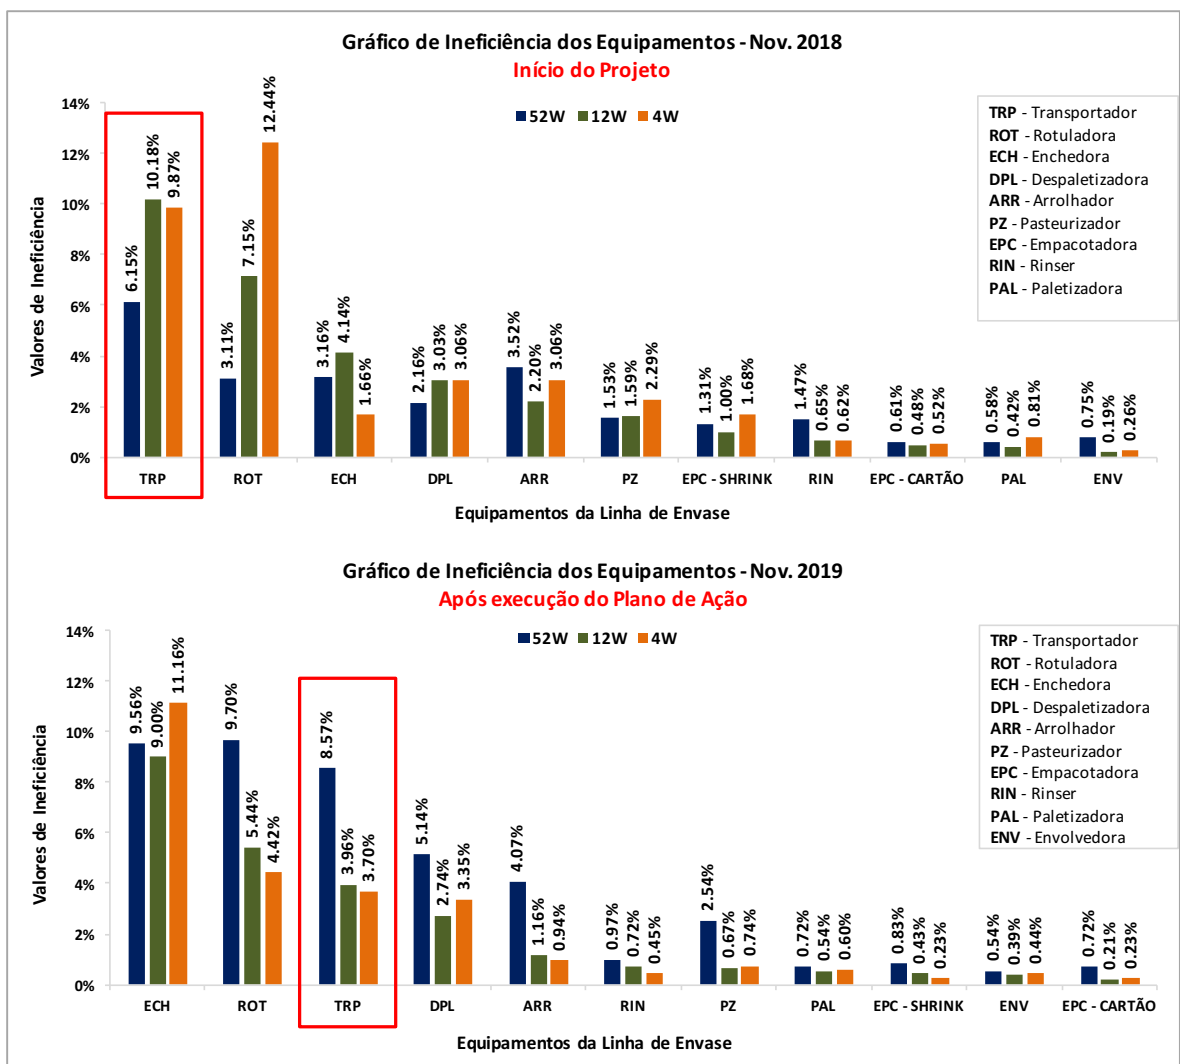 Gráfico de Ineficiência dos Equipamentos - Nov. 2018
Início do Projeto
52W 12W 4W
Valores de Ineficiência
14%
12%
10%
8%
6%
4%
2%
0%
6.15% 10.18% 9.87%
3.11% 7.15% 12.44%
3.16% 4.14% 1.66%
2.16% 3.03% 3.06%
3.52% 2.20% 3.06%
1.53% 1.59% 2.29%
1.31% 1.00% 1.68%
1.47% 0.65% 0.62%
0.61% 0.48% 0.52%
0.58% 0.42% 0.81%
0.75% 0.19% 0.26%
TRP ROT ECH DPL ARR PZ EPC - SHRINK RIN EPC - CARTÃO PAL ENV
Equipamentos da Linha de Envase
TRP - Transportador
ROT - Rotuladora
ECH - Enchedora
DPL - Despaletizadora
ARR - Arrolhador
PZ - Pasteurizador
EPC - Empacotadora
RIN - Rinser
PAL - Paletizadora
Gráfico de Ineficiência dos Equipamentos - Nov. 2019
Após execução do Plano de Ação
52W 12W 4W
Valores de Ineficiência
14%
12%
10%
8%
6%
4%
2%
0%
9.56% 9.00% 11.16%
9.70% 5.44% 4.42%
8.57% 3.96% 3.70%
5.14% 2.74% 3.35%
4.07% 1.16% 0.94%
0.97% 0.72% 0.45%
2.54% 0.67% 0.74%
0.72% 0.54% 0.60%
0.83% 0.43% 0.23%
0.54% 0.39% 0.44%
0.72% 0.21% 0.23%
ECH ROT TRP DPL ARR RIN PZ PAL EPC - SHRINK ENV EPC - CARTÃO
Equipamentos da Linha de Envase
TRP - Transportador
ROT - Rotuladora
ECH - Enchedora
DPL - Despaletizadora
ARR - Arrolhador
PZ - Pasteurizador
EPC - Empacotadora
RIN - Rinser
PAL - Paletizadora
ENV - Envolvedora